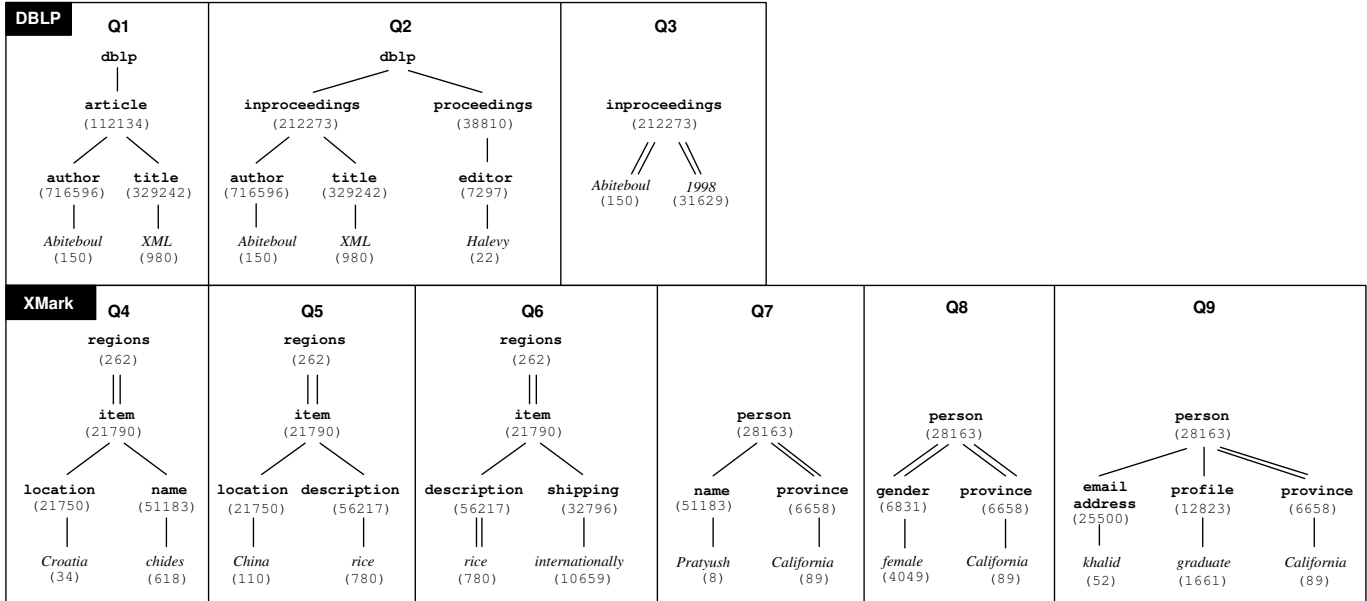 DBLP
Q1
Q2
Q3
dblp
dblp
article
(112134)
inproceedings
(212273)
proceedings
(38810)
inproceedings
(212273)
author
(716596)
title
(329242)
author
(716596)
title
(329242)
editor
(7297)
Abiteboul
(150)
1998
(31629)
Abiteboul
(150)
XML
(980)
Abiteboul
(150)
XML
(980)
Halevy
(22)
XMark
Q4
Q5
Q6
Q7
Q8
Q9
regions
(262)
regions
(262)
regions
(262)
item
(21790)
item
(21790)
item
(21790)
person
(28163)
person
(28163)
person
(28163)
location
(21750)
name
(51183)
location
(21750)
description
(56217)
description
(56217)
shipping
(32796)
name
(51183)
province
(6658)
gender
(6831)
province
(6658)
email
address
(25500)
profile
(12823)
province
(6658)
Croatia
(34)
chides
(618)
China
(110)
rice
(780)
rice
(780)
internationally
(10659)
Pratyush
(8)
California
(89)
female
(4049)
California
(89)
khalid
(52)
graduate
(1661)
California
(89)